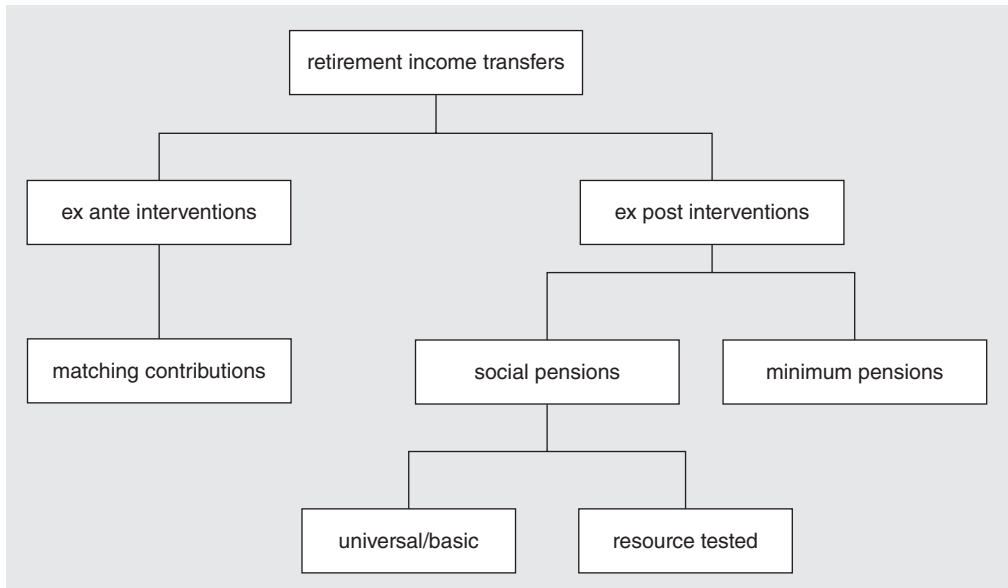 retirement income transfers
ex ante interventions
ex post interventions
matching contributions
social pensions
minimum pensions
universal/basic
resource tested